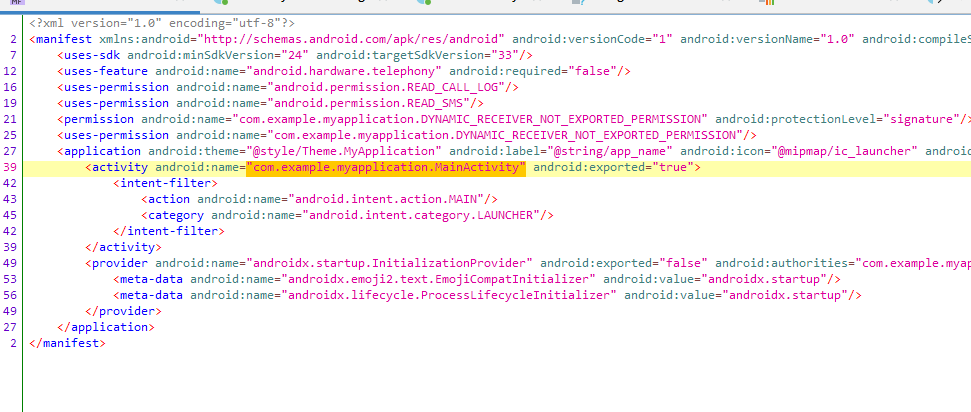 <?xml version="1.0" encoding="utf-8"?>
2 <manifest xmlns:android="http://schemas.android.com/apk/res/android" android:versionCode="1" android:versionName="1.0" android:compileS
7 <uses-sdk android:minSdkVersion="24" android:targetSdkVersion="33"/>
12 <uses-feature android:name="android.hardware.telephony" android:required="false"/>
16 <uses-permission android:name="android.permission.READ_CALL_LOG"/>
19 <uses-permission android:name="android.permission.READ_SMS"/>
21 <permission android:name="com.example.myapplication.DYNAMIC_RECEIVER_NOT_EXPORTED_PERMISSION" android:protectionLevel="signature"/>
25 <uses-permission android:name="com.example.myapplication.DYNAMIC_RECEIVER_NOT_EXPORTED_PERMISSION"/>
27 <application android:theme="@style/Theme.MyApplication" android:label="@string/app_name" android:icon="@mipmap/ic_launcher" androi
39 <activity android:name="com.example.myapplication.MainActivity" android:exported="true">
42 <intent-filter>
43 <action android:name="android.intent.action.MAIN"/>
45 <category android:name="android.intent.category.LAUNCHER"/>
42 </intent-filter>
39 </activity>
49 <provider android:name="androidx.startup.InitializationProvider" android:exported="false" android:authorities="com.example.myap
53 <meta-data android:name="androidx.emoji2.text.EmojiCompatInitializer" android:value="androidx.startup"/>
56 <meta-data android:name="androidx.lifecycle.ProcessLifecycleInitializer" android:value="androidx.startup"/>
49 </provider>
27 </application>
2 </manifest>